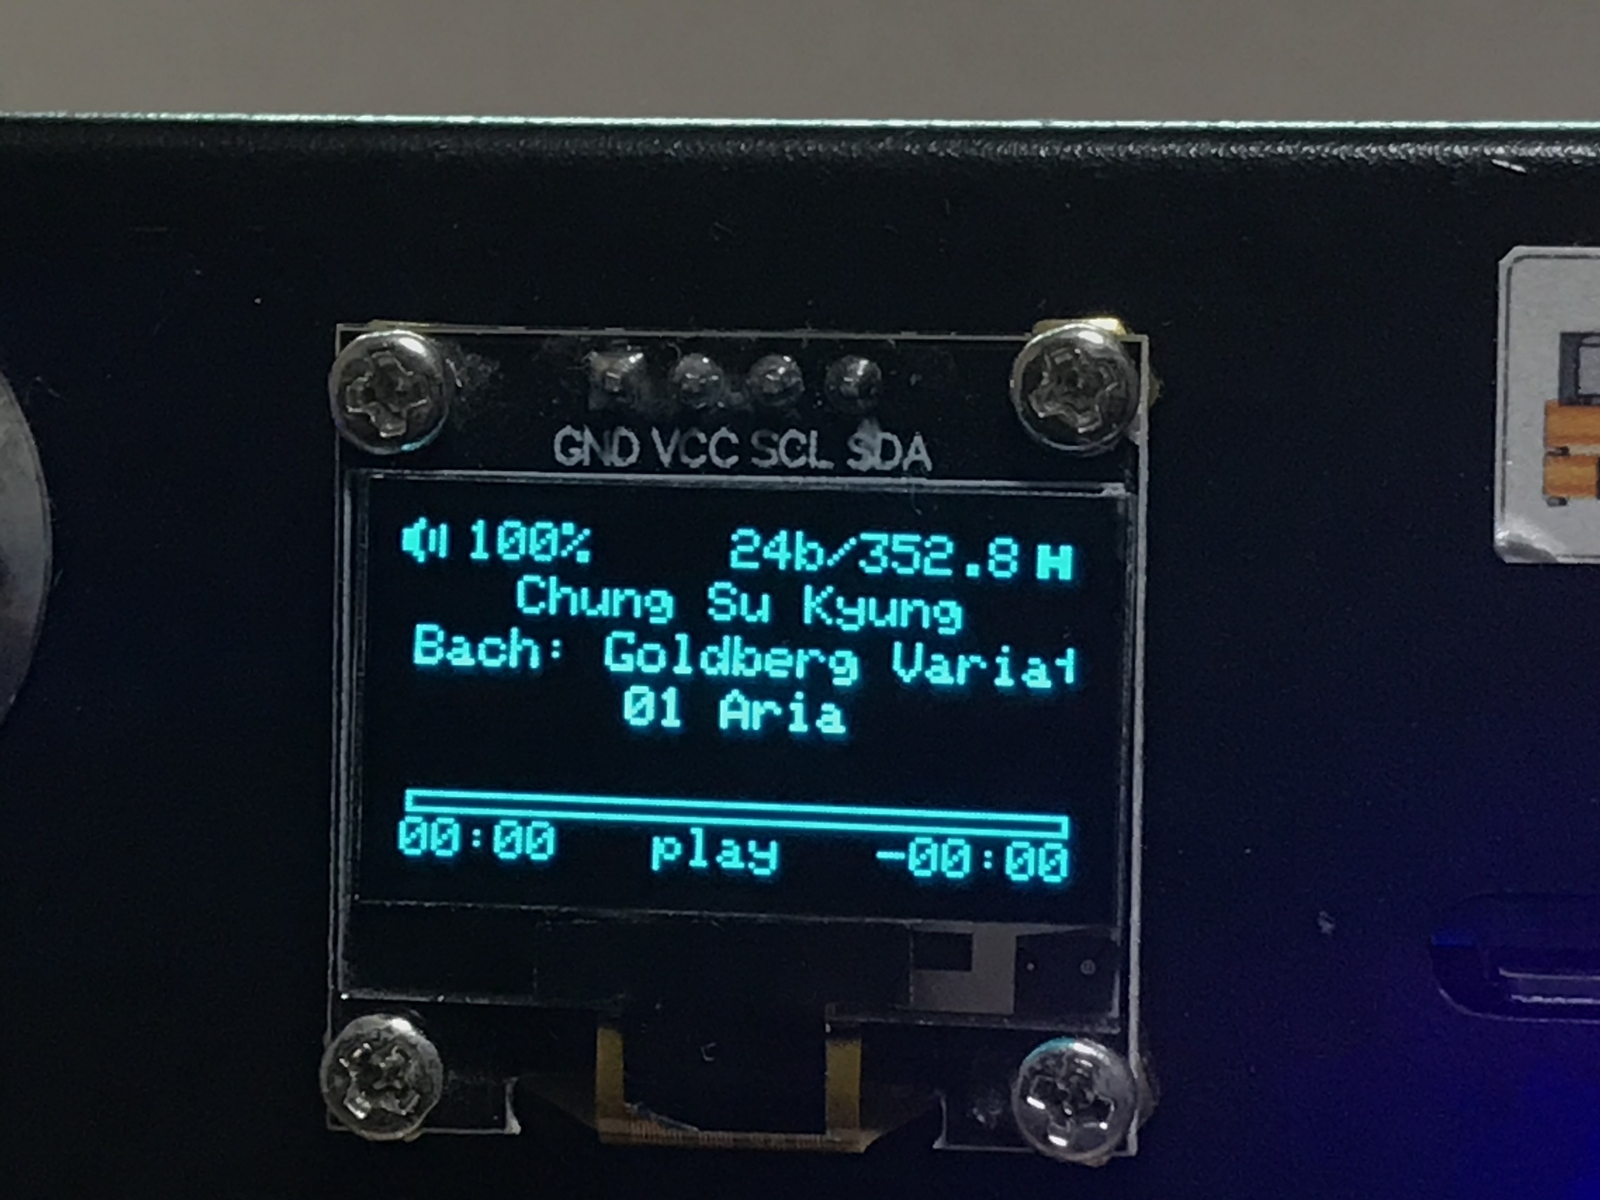 GND VCC SCL SDA
100% 24b/352.8 H
Chung Su Kyung
Bach: Goldberg Variat
01 Aria
00:00 play -00:00